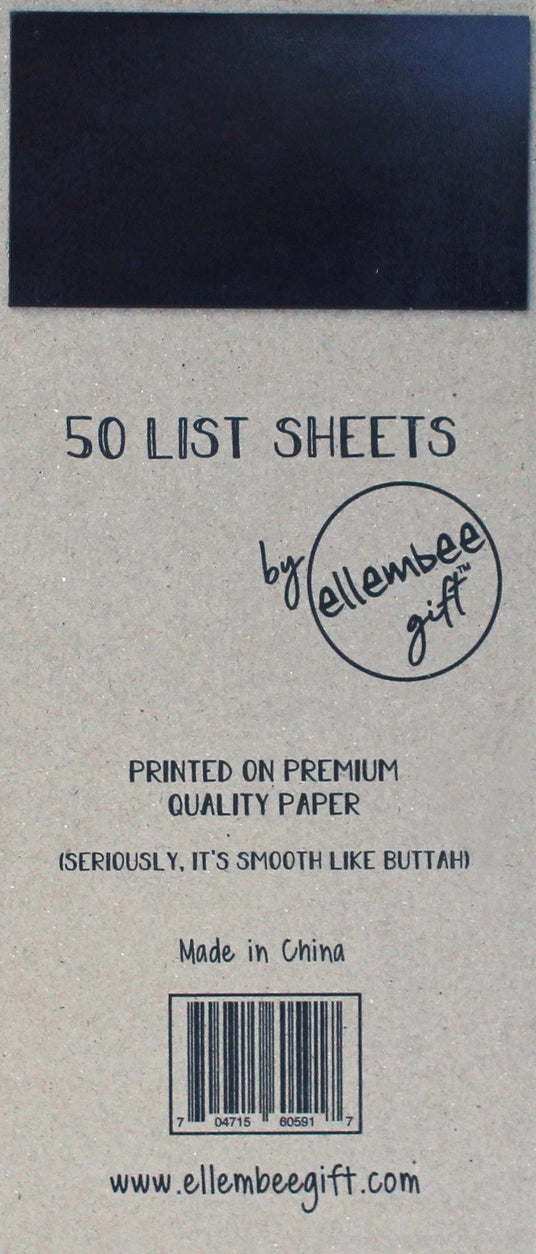 50 LIST SHEETS
by ellembee
gift™
PRINTED ON PREMIUM
QUALITY PAPER
(SERIOUSLY, IT'S SMOOTH LIKE BUTTAH)
Made in China
7 04715 60591 7
www.ellembeegift.com